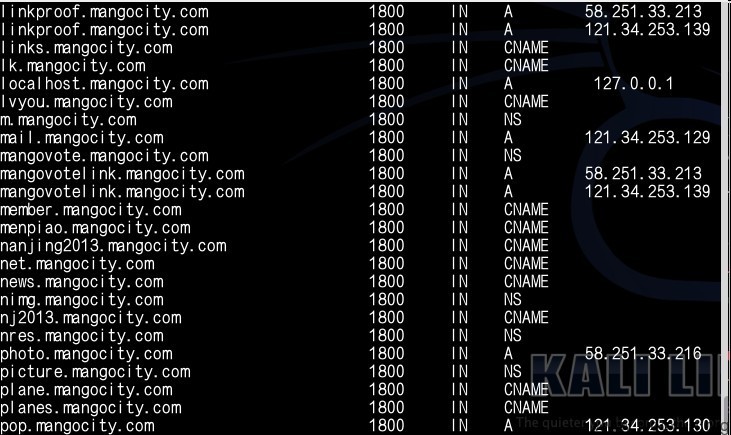 linkproof.mangocity.com 1800 IN A 58.251.33.213
linkproof.mangocity.com 1800 IN A 121.34.253.139
links.mangocity.com 1800 IN CNAME
lk.mangocity.com 1800 IN CNAME
localhost.mangocity.com 1800 IN A 127.0.0.1
lvyou.mangocity.com 1800 IN CNAME
m.mangocity.com 1800 IN NS
mail.mangocity.com 1800 IN A 121.34.253.129
mangovote.mangocity.com 1800 IN NS
mangovotelink.mangocity.com 1800 IN A 58.251.33.213
mangovotelink.mangocity.com 1800 IN A 121.34.253.139
member.mangocity.com 1800 IN CNAME
menpiao.mangocity.com 1800 IN CNAME
nanjing2013.mangocity.com 1800 IN CNAME
net.mangocity.com 1800 IN CNAME
news.mangocity.com 1800 IN CNAME
nimg.mangocity.com 1800 IN NS
nj2013.mangocity.com 1800 IN CNAME
nres.mangocity.com 1800 IN NS
photo.mangocity.com 1800 IN A 58.251.33.216
picture.mangocity.com 1800 IN NS
plane.mangocity.com 1800 IN CNAME
planes.mangocity.com 1800 IN CNAME
pop.mangocity.com 1800 IN A 121.34.253.130
KALI LI
The quieter